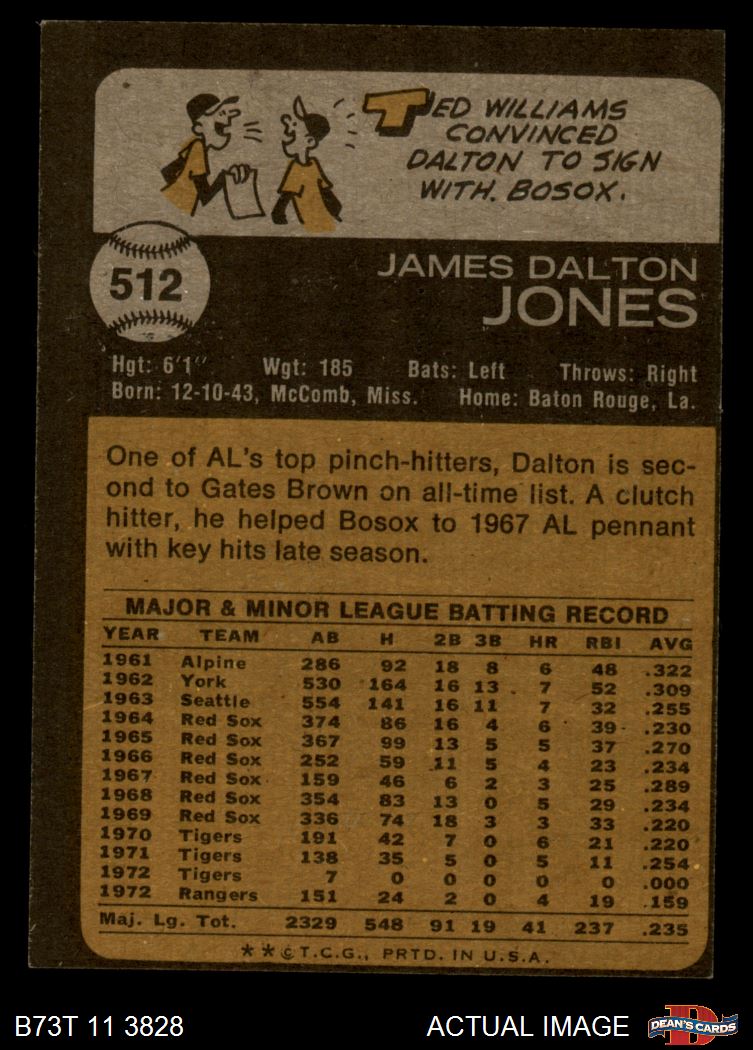 TED WILLIAMS
CONVINCED
DALTON TO SIGN
WITH. BOSOX.
512
JAMES DALTON
JONES
Hgt: 6'1" Wgt: 185 Bats: Left Throws: Right
Born: 12-10-43, McComb, Miss. Home: Baton Rouge, La.
One of AL's top pinch-hitters, Dalton is sec-
ond to Gates Brown on all-time list. A clutch
hitter, he helped Bosox to 1967 AL pennant
with key hits late season.
MAJOR & MINOR LEAGUE BATTING RECORD
YEAR TEAM AB H 2B 3B HR RBI AVG
1961 Alpine 286 92 18 8 6 48 .322
1962 York 530 164 16 13 7 52 .309
1963 Seattle 554 141 16 11 7 32 .255
1964 Red Sox 374 86 16 4 6 39 .230
1965 Red Sox 367 99 13 5 5 37 .270
1966 Red Sox 252 59 11 5 4 23 .234
1967 Red Sox 159 46 6 2 3 25 .289
1968 Red Sox 354 83 13 0 5 29 .234
1969 Red Sox 336 74 18 3 3 33 .220
1970 Tigers 191 42 7 0 6 21 .220
1971 Tigers 138 35 5 0 5 11 .254
1972 Tigers 7 0 0 0 0 0 .000
1972 Rangers 151 24 2 0 4 19 .159
Maj. Lg. Tot. 2329 548 91 19 41 237 .235
**©T.C.G., PRTD. IN U.S.A.
B73T 11 3828 ACTUAL IMAGE
D
DEAN'S CARDS